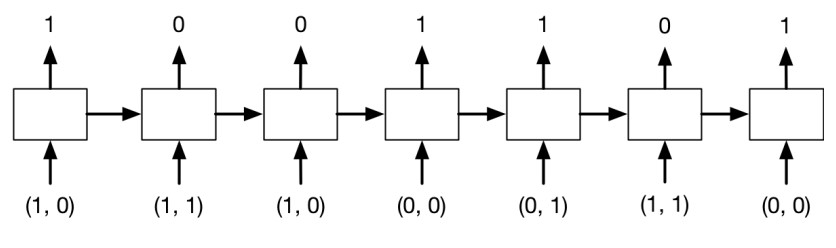 1 0 0 1 1 0 1
(1, 0) (1, 1) (1, 0) (0, 0) (0, 1) (1, 1) (0, 0)